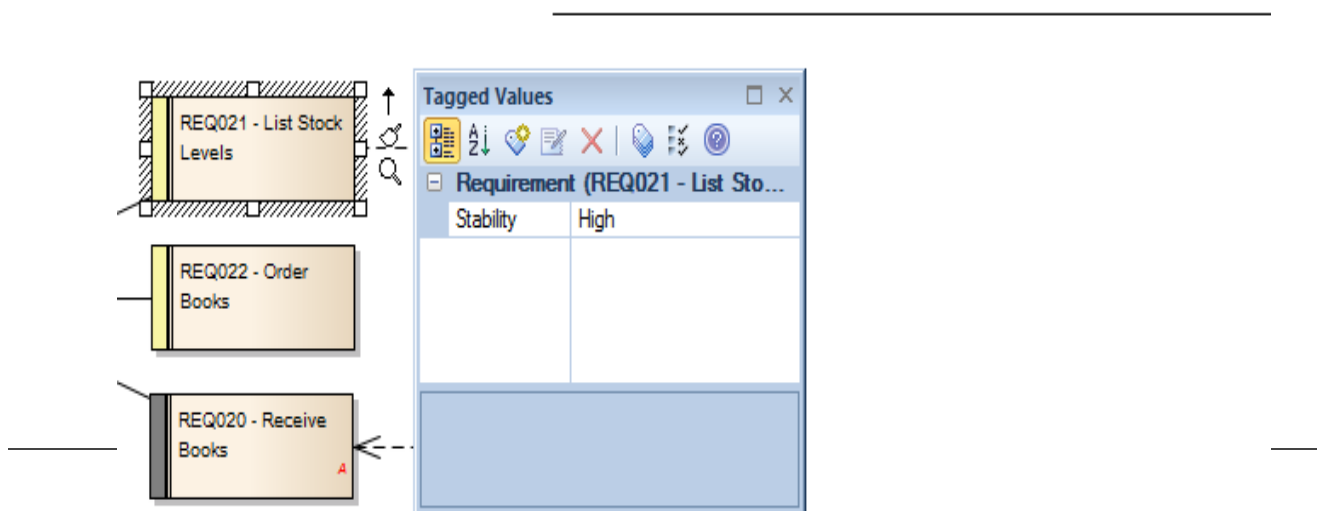 REQ021 - List Stock
Levels
Tagged Values
Requirement (REQ021 - List Sto...
Stability High
REQ022 - Order
Books
REQ020 - Receive
Books
A